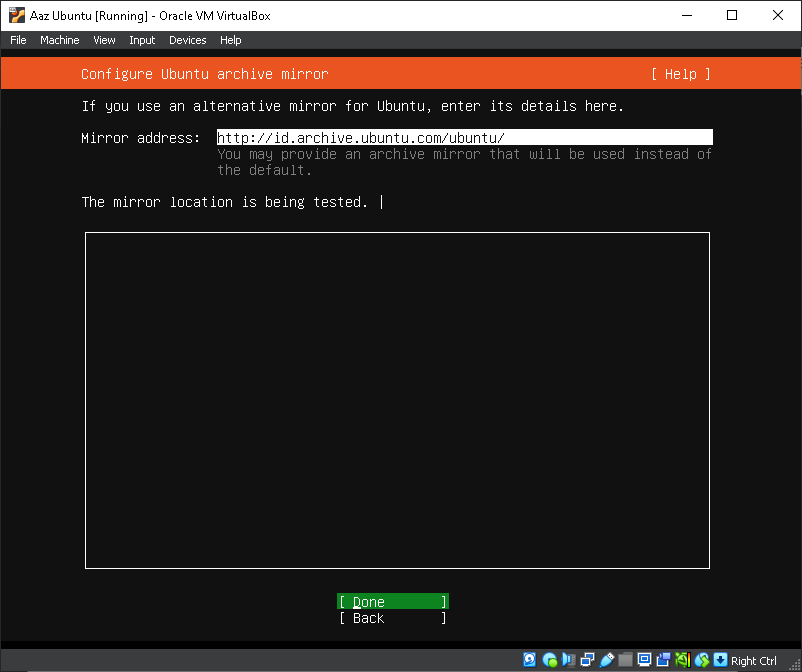 Aaz Ubuntu [Running] - Oracle VM VirtualBox
File Machine View Input Devices Help
Configure Ubuntu archive mirror [ Help ]
If you use an alternative mirror for Ubuntu, enter its details here.
Mirror address: http://id.archive.ubuntu.com/ubuntu/
You may provide an archive mirror that will be used instead of
the default.
The mirror location is being tested. |
[ Done ]
[ Back ]
Right Ctrl